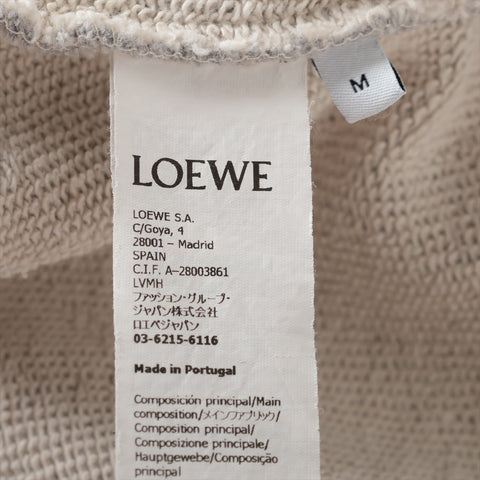 M
LOEWE
LOEWE S.A.
C/Goya, 4
28001 – Madrid
SPAIN
C.I.F. A-28003861
LVMH
ファッション・グループ・
ジャパン株式会社
ロエベジャパン
03-6215-6116
Made in Portugal
Composición principal/Main
composition/メインファブリック/
Composition principal/
Composizione principale/
Hauptgewebe/Composição
principal